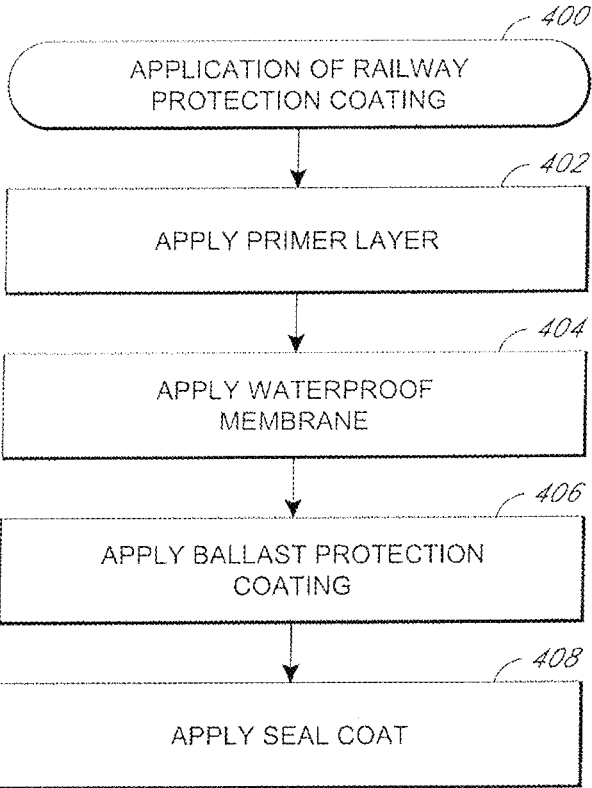 400
APPLICATION OF RAILWAY
PROTECTION COATING
402
APPLY PRIMER LAYER
404
APPLY WATERPROOF
MEMBRANE
406
APPLY BALLAST PROTECTION
COATING
408
APPLY SEAL COAT